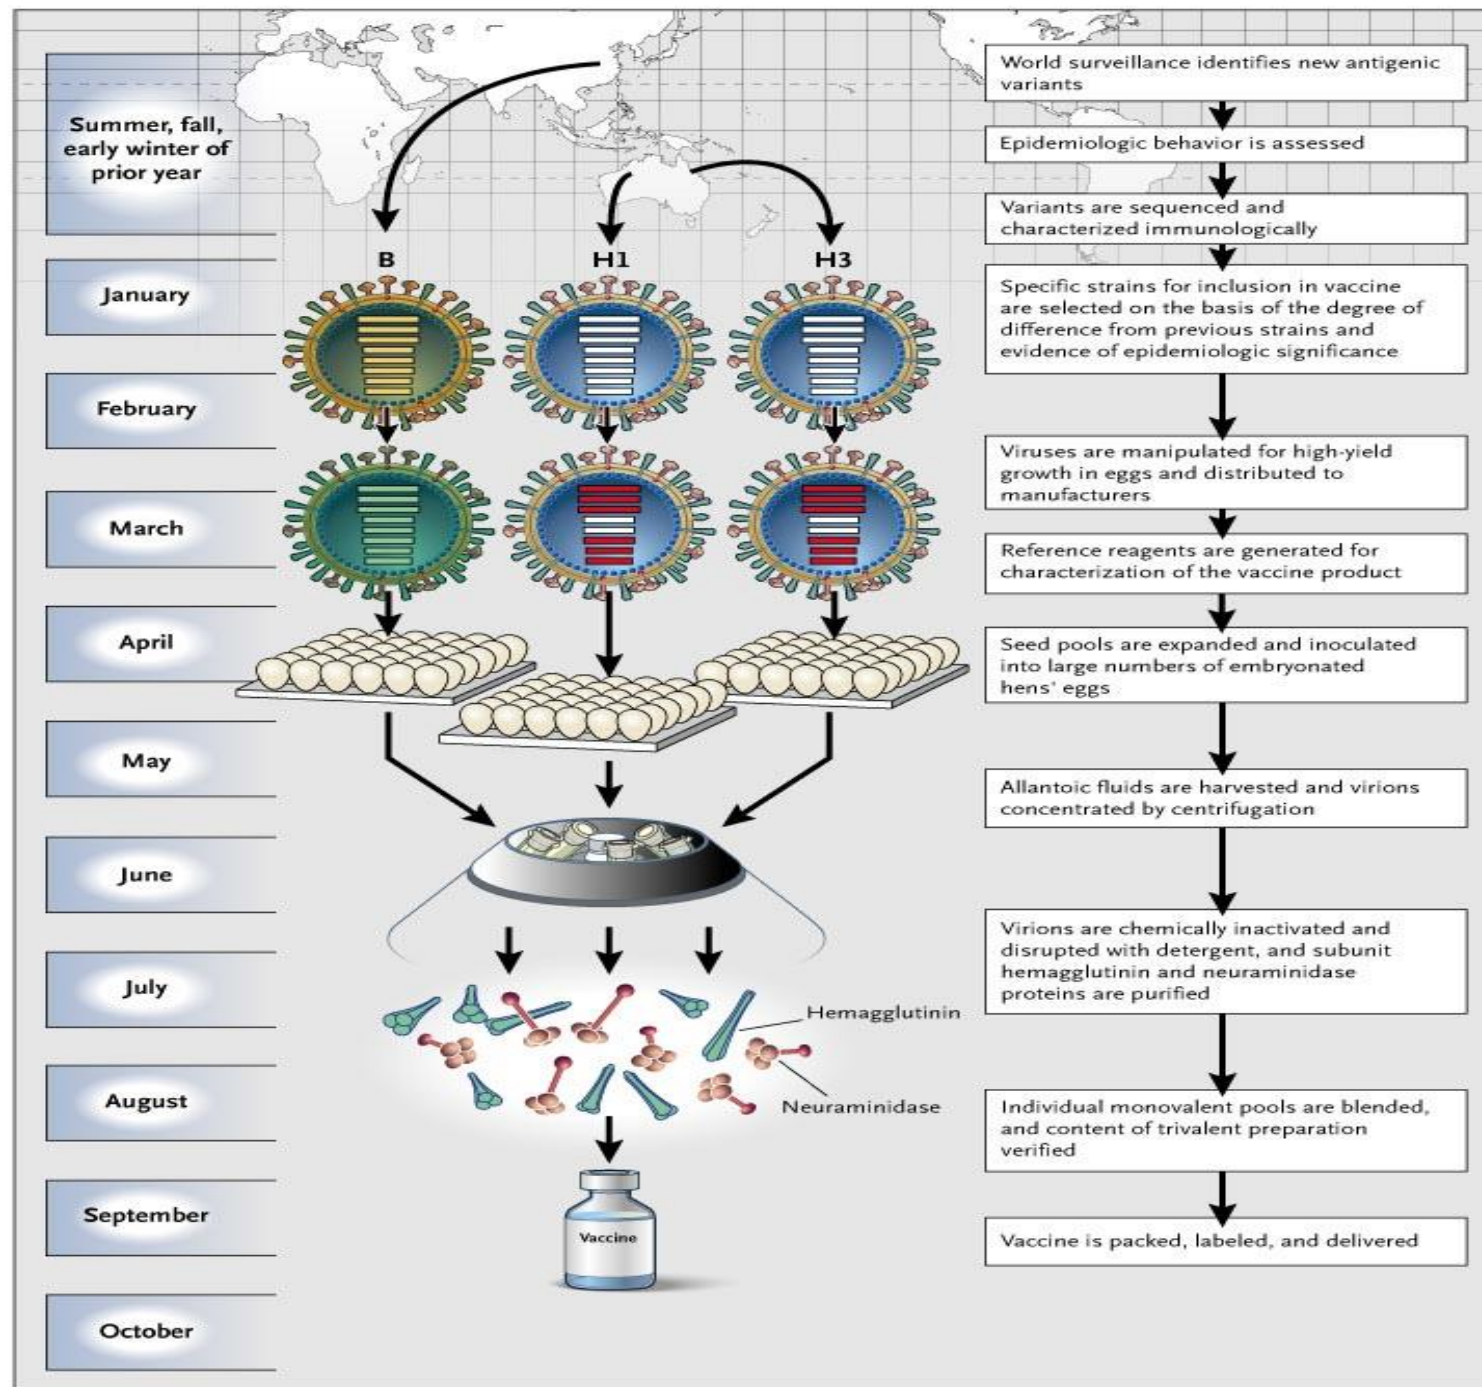 Summer, fall,
early winter of
prior year
January
February
March
April
May
June
July
August
September
October
B
H1
H3
Hemagglutinin
Neuraminidase
Vaccine
World surveillance identifies new antigenic
variants
Epidemiologic behavior is assessed
Variants are sequenced and
characterized immunologically
Specific strains for inclusion in vaccine
are selected on the basis of the degree of
difference from previous strains and
evidence of epidemiologic significance
Viruses are manipulated for high-yield
growth in eggs and distributed to
manufacturers
Reference reagents are generated for
characterization of the vaccine product
Seed pools are expanded and inoculated
into large numbers of embryonated
hens' eggs
Allantoic fluids are harvested and virions
concentrated by centrifugation
Virions are chemically inactivated and
disrupted with detergent, and subunit
hemagglutinin and neuraminidase
proteins are purified
Individual monovalent pools are blended,
and content of trivalent preparation
verified
Vaccine is packed, labeled, and delivered